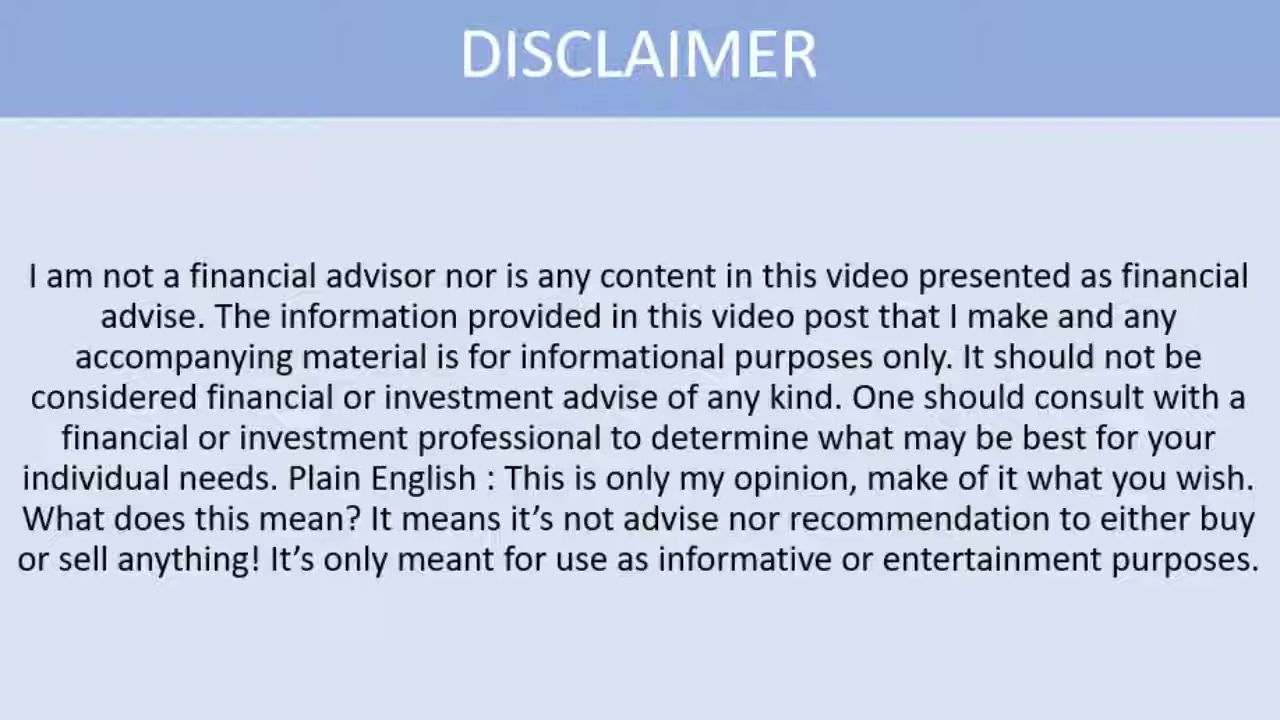 DISCLAIMER
I am not a financial advisor nor is any content in this video presented as financial
advise. The information provided in this video post that I make and any
accompanying material is for informational purposes only. It should not be
considered financial or investment advise of any kind. One should consult with a
financial or investment professional to determine what may be best for your
individual needs. Plain English : This is only my opinion, make of it what you wish.
What does this mean? It means it’s not advise nor recommendation to either buy
or sell anything! It’s only meant for use as informative or entertainment purposes.